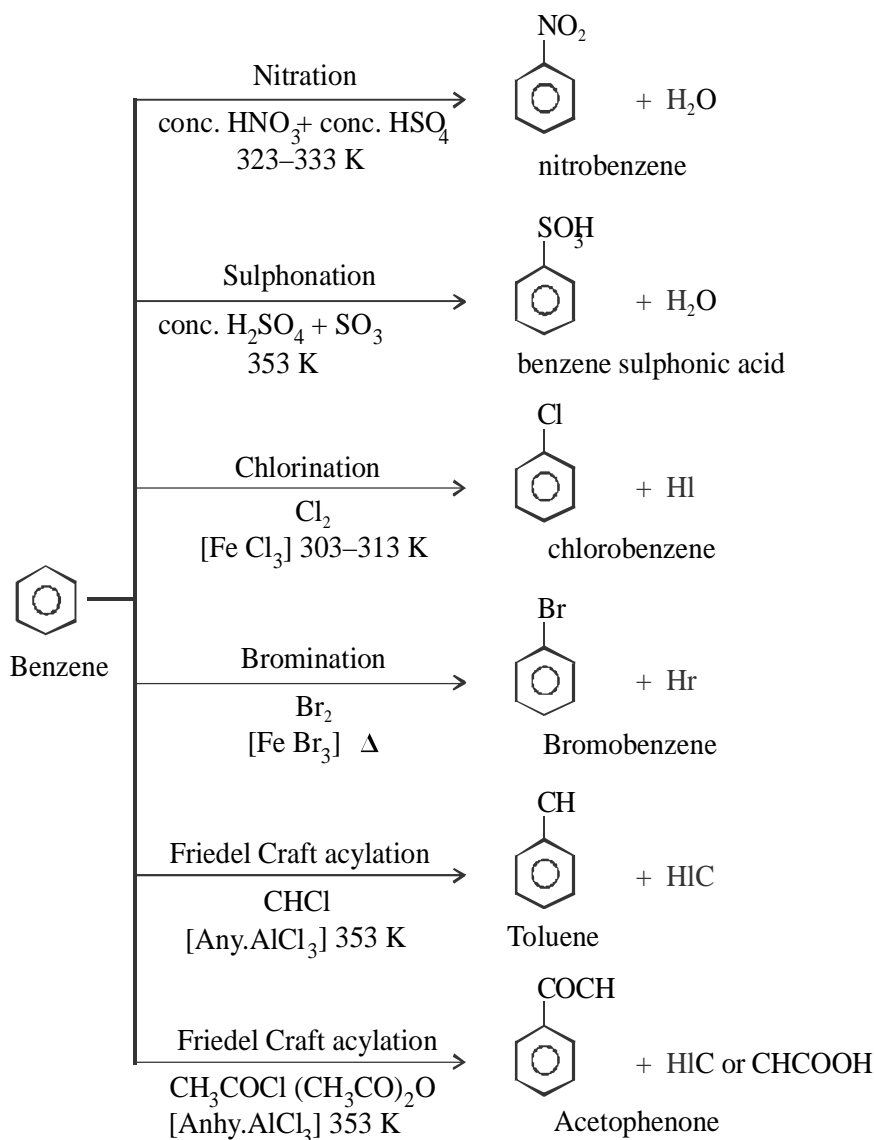 Nitration
conc. HNO₃+ conc. HSO₄
323–333 K
NO₂
+ H₂O
nitrobenzene
Sulphonation
conc. H₂SO₄ + SO₃
353 K
SO₃H
+ H₂O
benzene sulphonic acid
Chlorination
Cl₂
[Fe Cl₃] 303–313 K
Cl
+ Hl
chlorobenzene
Benzene
Bromination
Br₂
[Fe Br₃] Δ
Br
+ Hr
Bromobenzene
Friedel Craft acylation
CHCl
[Any.AlCl₃] 353 K
CH
+ HlC
Toluene
Friedel Craft acylation
CH₃COCl (CH₃CO)₂O
[Anhy.AlCl₃] 353 K
COCH
+ HlC or CHCOOH
Acetophenone